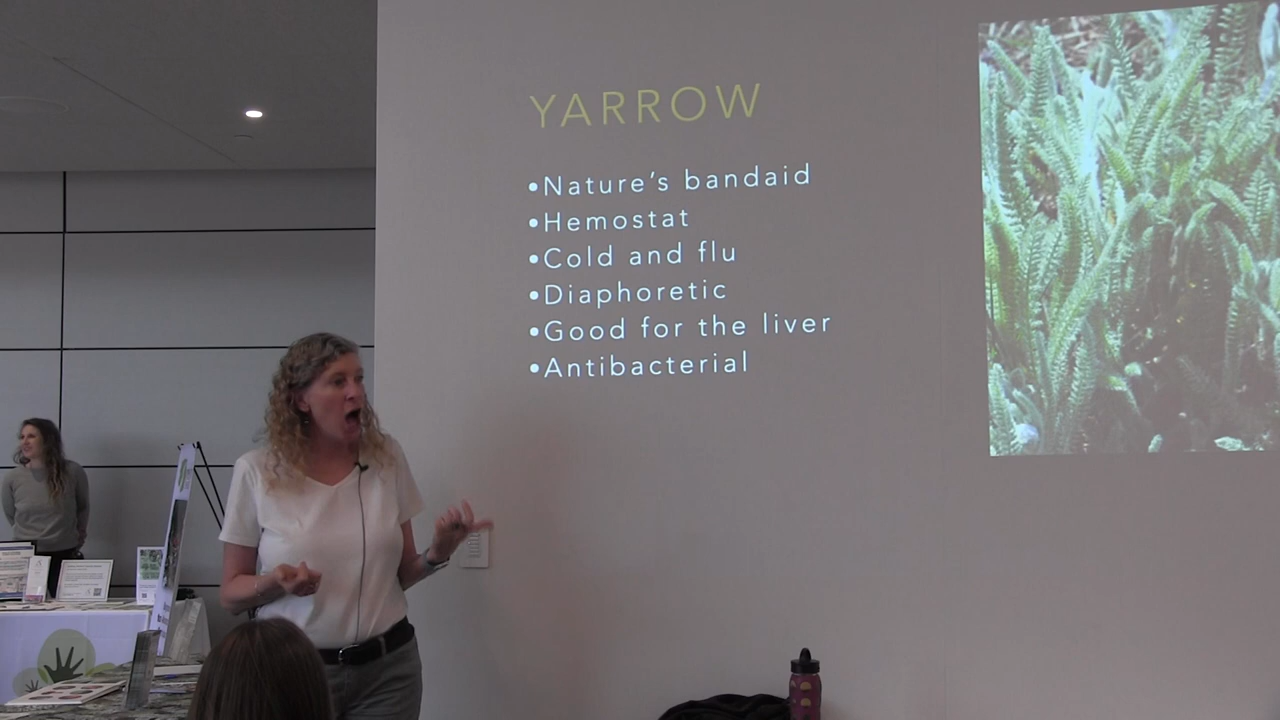 YARROW
•Nature's bandaid
•Hemostat
•Cold and flu
•Diaphoretic
•Good for the liver
•Antibacterial